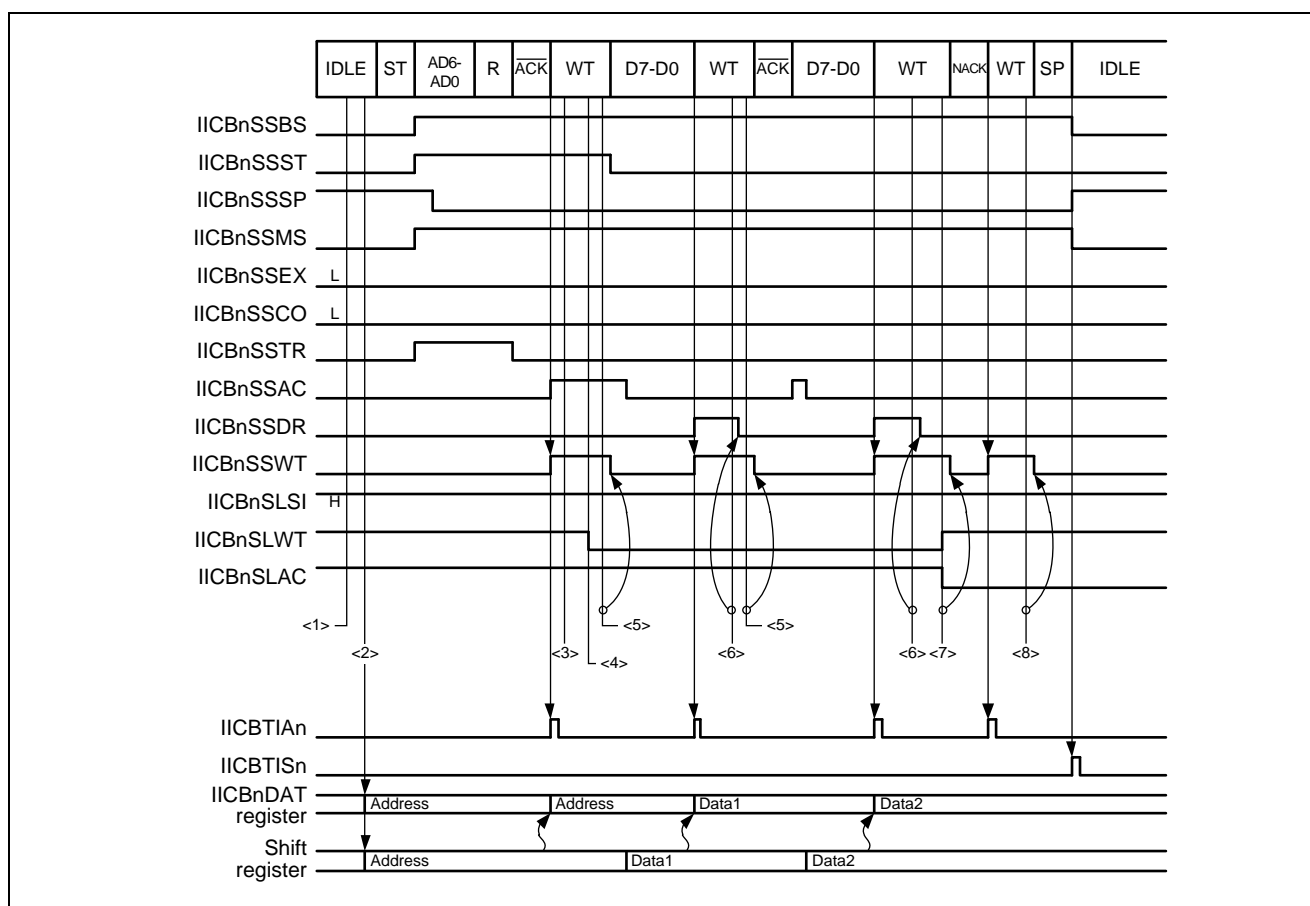 IDLE ST AD6-AD0 R ACK WT D7-D0 WT ACK D7-D0 WT NACK WT SP IDLE
IICBnSSBS
IICBnSSST
IICBnSSSP
IICBnSSMS
IICBnSSEX L
IICBnSSCO L
IICBnSSTR
IICBnSSAC
IICBnSSDR
IICBnSSWT
IICBnSLSI H
IICBnSLWT
IICBnSLAC
<1> <5> <5>
<2> <3> <6> <6> <7> <8>
<4>
IICBTIAn
IICBTISn
IICBnDAT
register Address Address Data1 Data2
Shift
register Address Data1 Data2